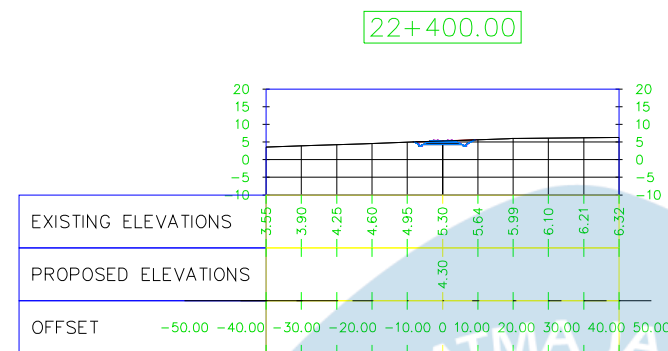 22+400.00
20 20
15 15
10 10
5 5
0 0
−5 −5
−10 −10
EXISTING ELEVATIONS 3.55 3.90 4.25 4.60 4.95 5.30 5.64 5.99 6.10 6.21 6.32
PROPOSED ELEVATIONS 4.30
OFFSET −50.00 −40.00 −30.00 −20.00 −10.00 0 10.00 20.00 30.00 40.00 50.00
ATMA JA